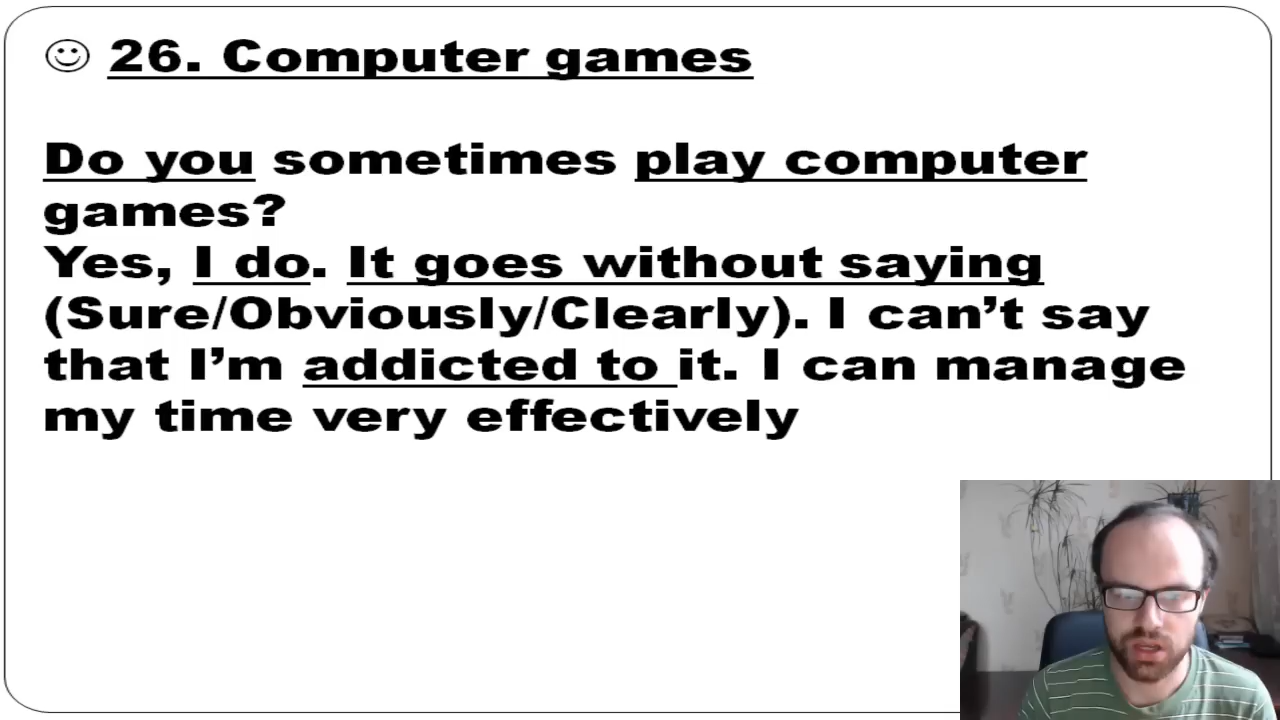 ☺ 26. Computer games
Do you sometimes play computer
games?
Yes, I do. It goes without saying
(Sure/Obviously/Clearly). I can’t say
that I’m addicted to it. I can manage
my time very effectively